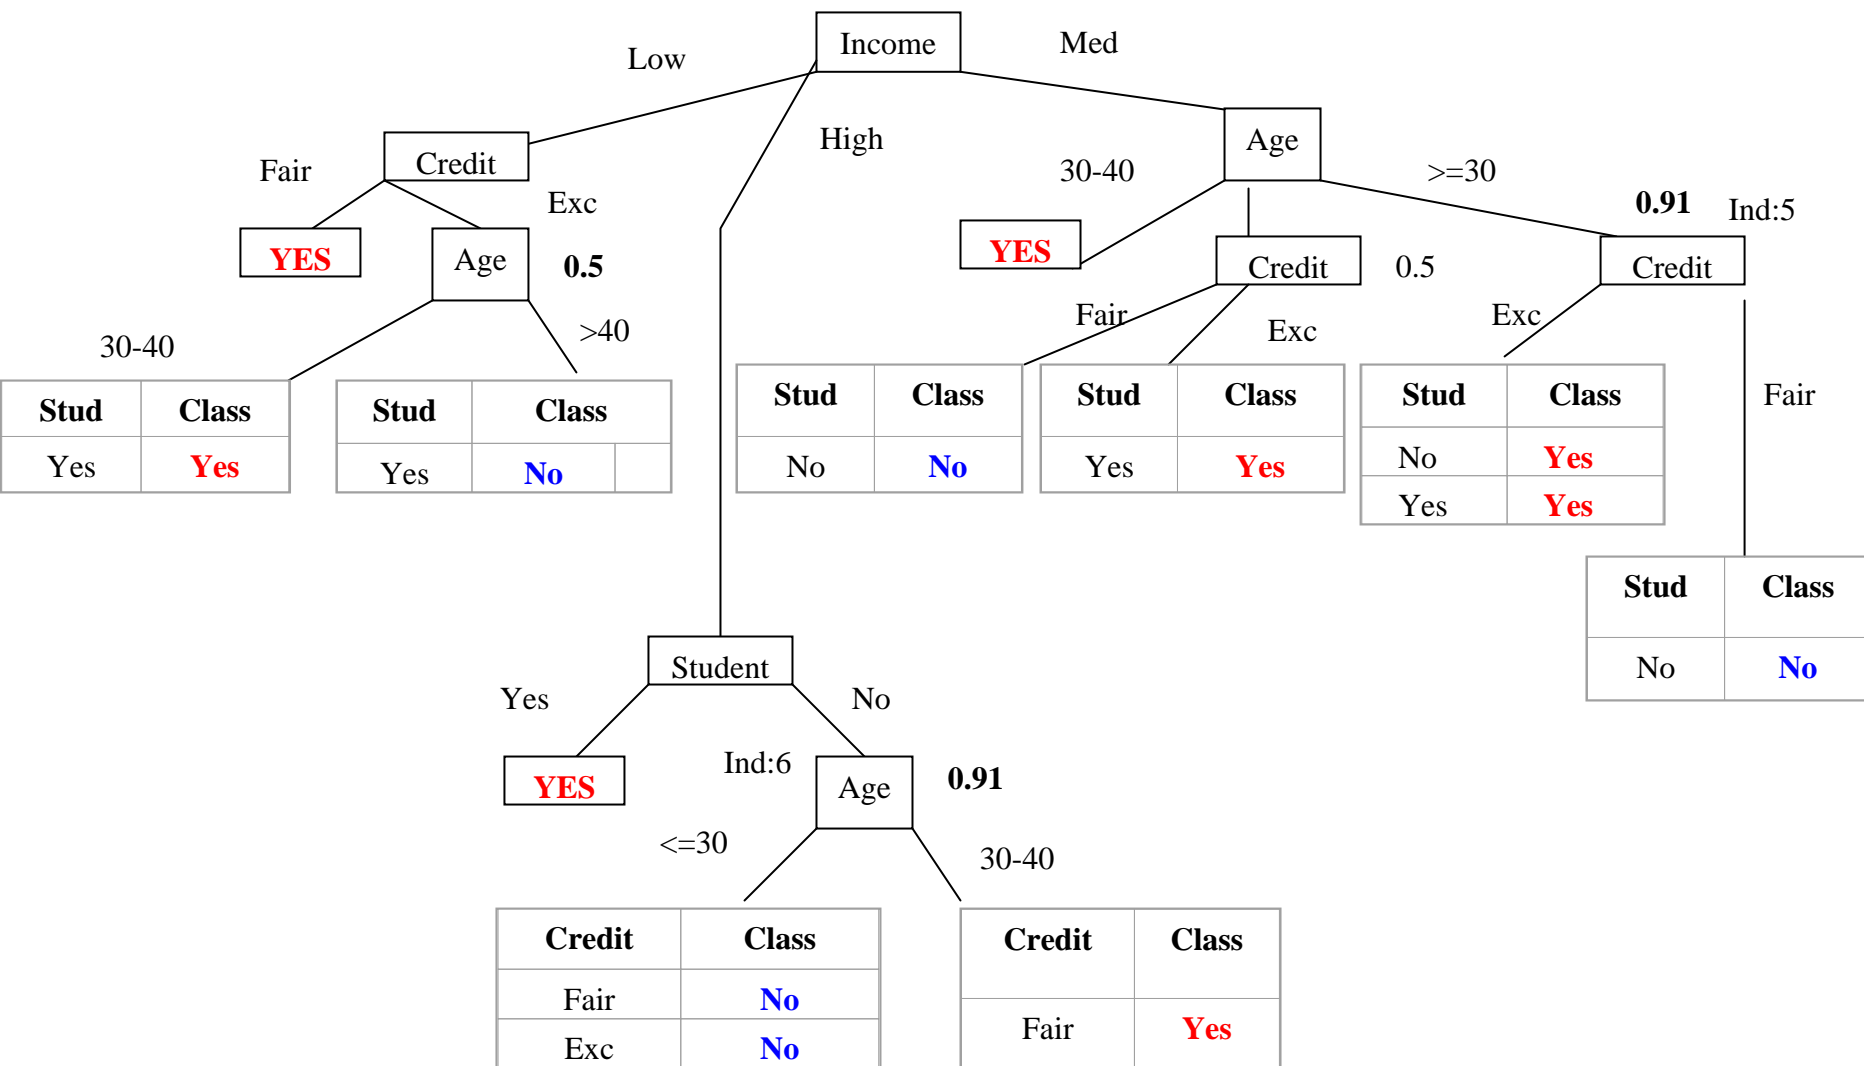 Income
Low
Med
High
Age
Credit
Fair
Exc
30-40
>=30
0.91
Ind:5
YES
Age
0.5
YES
Credit
0.5
Credit
30-40
>40
Fair
Exc
Exc
Fair
Stud Class
Yes Yes
Stud Class
Yes No
Stud Class
No No
Stud Class
Yes Yes
Stud Class
No Yes
Yes Yes
Stud Class
No No
Student
Yes
No
YES
Ind:6
Age
0.91
<=30
30-40
Credit Class
Fair No
Exc No
Credit Class
Fair Yes